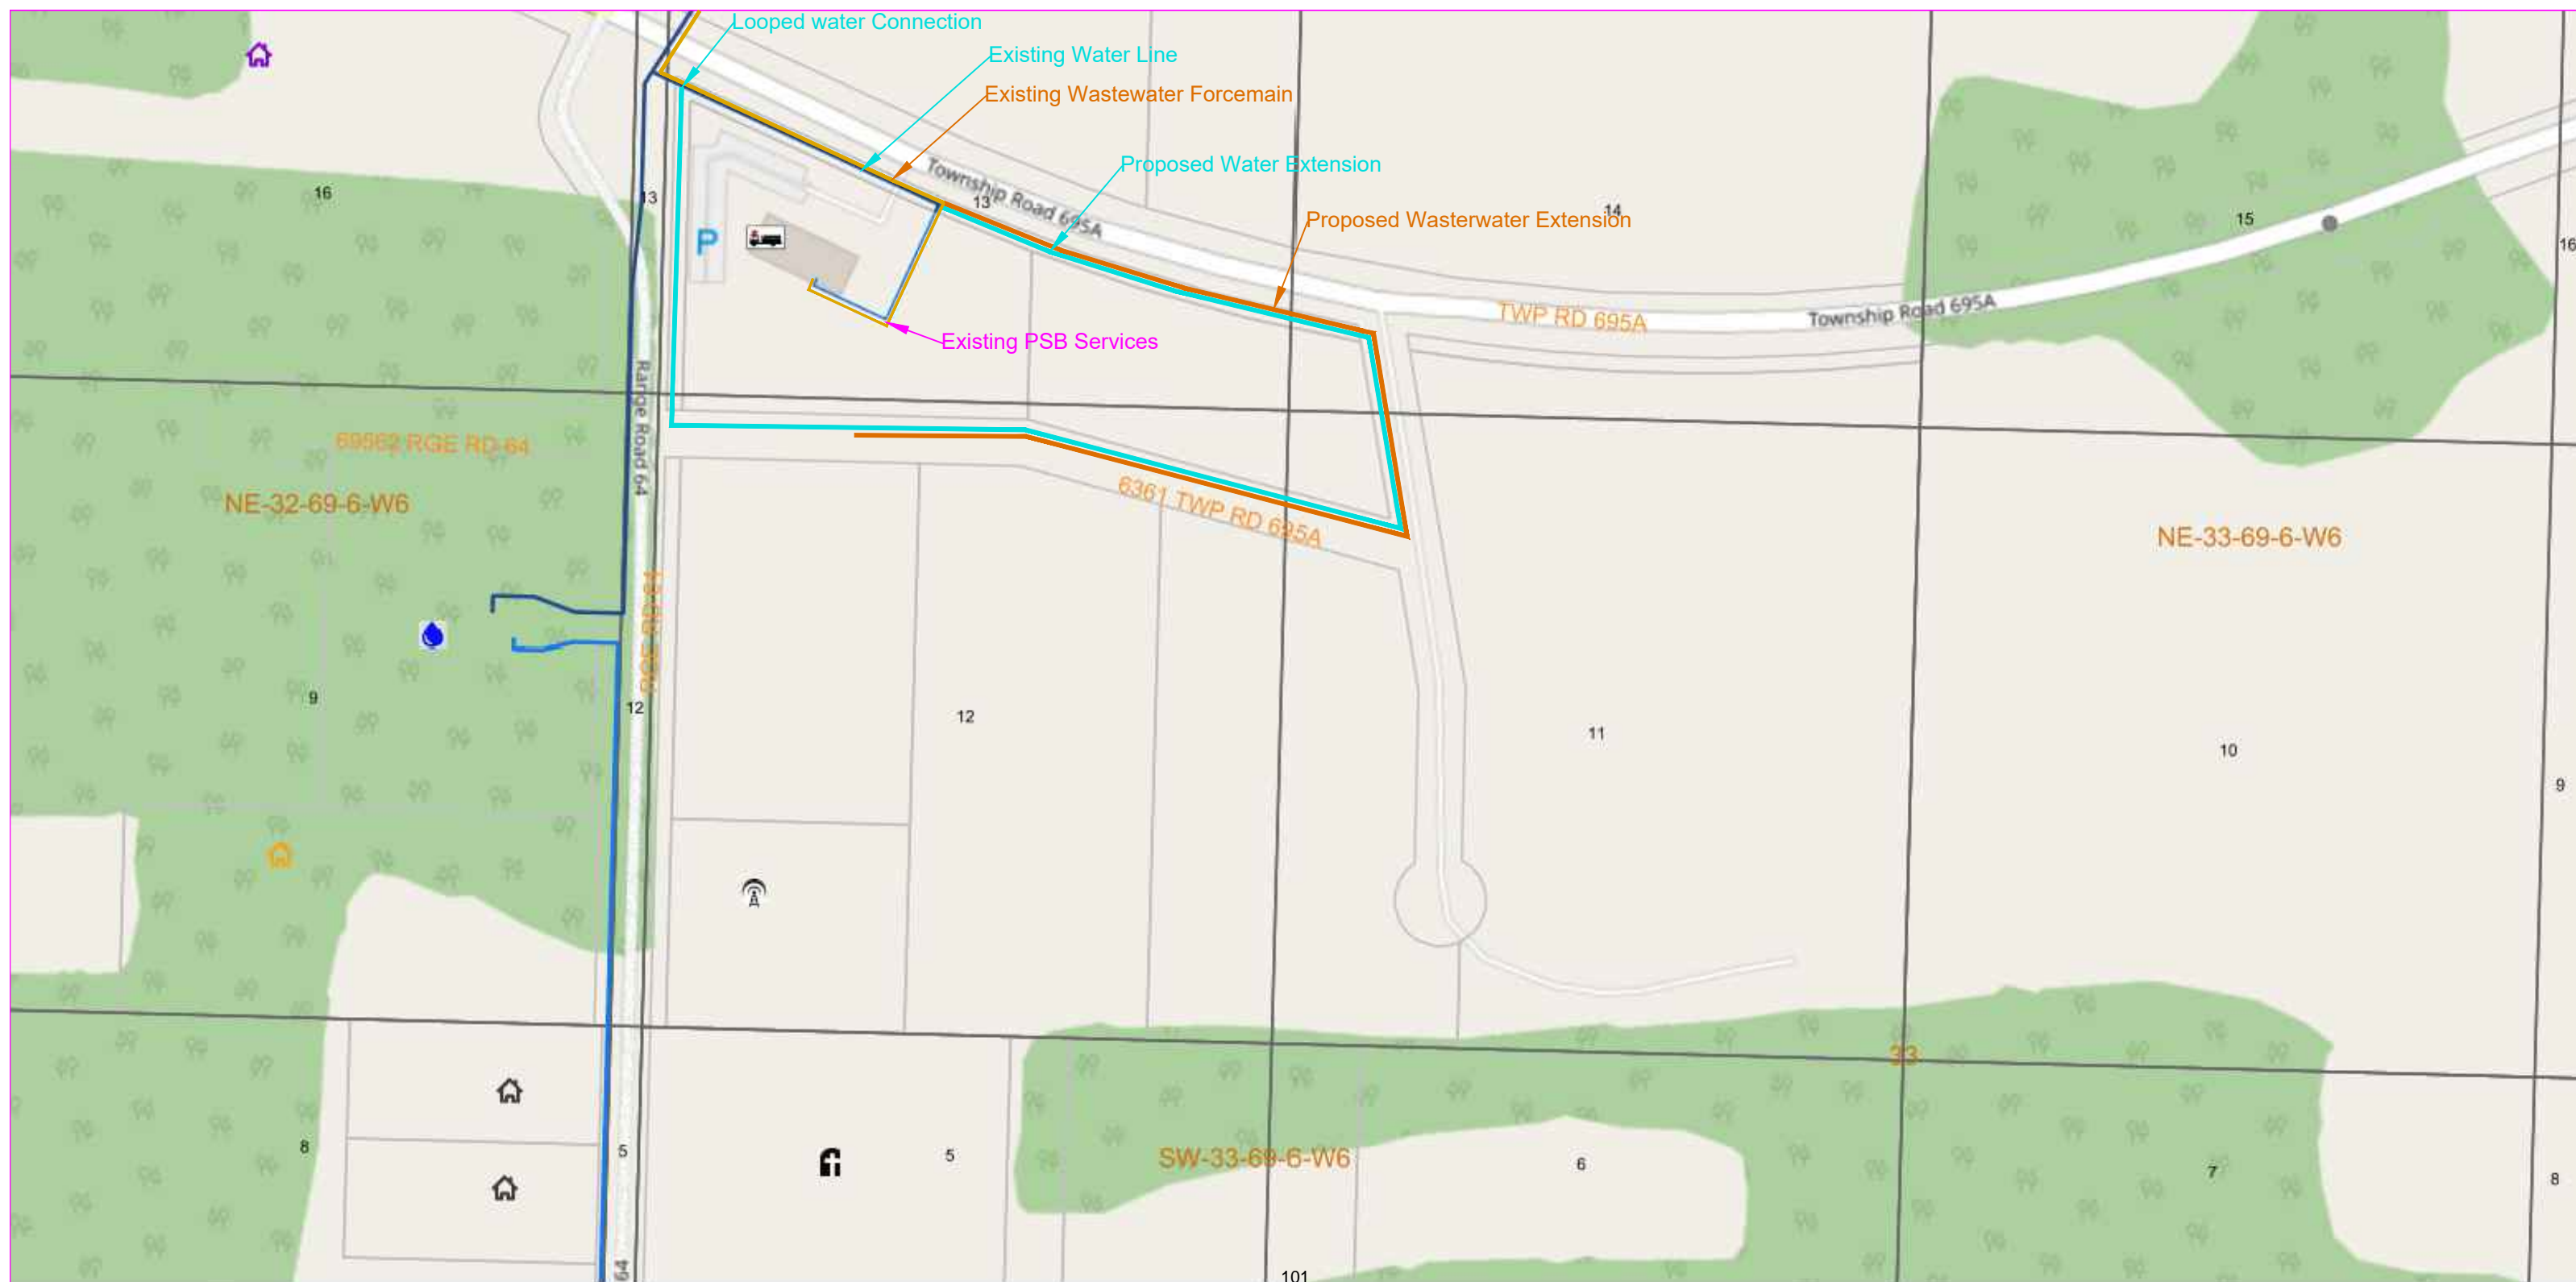 Looped water Connection
Existing Water Line
Existing Wastewater Forcemain
Proposed Water Extension
16
13
Township Road 695A
13
14
Proposed Wasterwater Extension
15
16
P
TWP RD 695A
Township Road 695A
Existing PSB Services
Range Road 64
69562 RGE RD 64
NE-32-69-6-W6
6361 TWP RD 695A
NE-33-69-6-W6
9
12
12
11
10
9
33
8
5
5
SW-33-69-6-W6
6
7
8
64
101